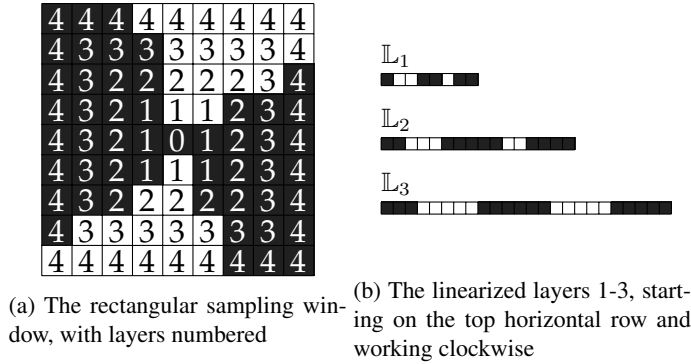 4 4 4 4 4 4 4 4 4
4 3 3 3 3 3 3 3 4
4 3 2 2 2 2 2 3 4
4 3 2 1 1 1 2 3 4
4 3 2 1 0 1 2 3 4
4 3 2 1 1 1 2 3 4
4 3 2 2 2 2 2 3 4
4 3 3 3 3 3 3 3 4
4 4 4 4 4 4 4 4 4
(a) The rectangular sampling win-
dow, with layers numbered
𝕃1
𝕃2
𝕃3
(b) The linearized layers 1-3, start-
ing on the top horizontal row and
working clockwise